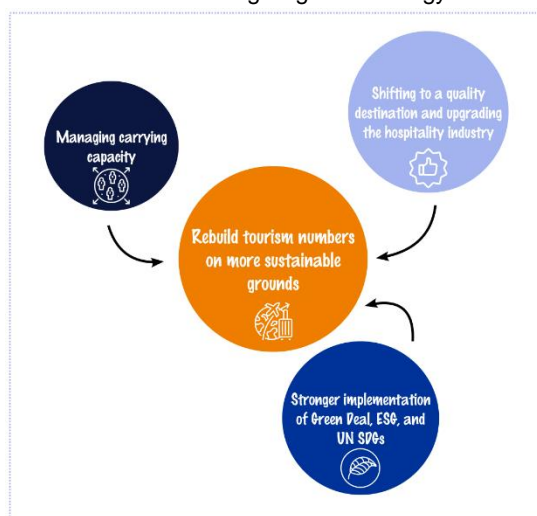 Shifting to a quality
destination and upgrading
the hospitality industry
Managing carrying
capacity
Rebuild tourism numbers
on more sustainable
grounds
Stronger implementation
of Green Deal, ESG, and
UN SDGs